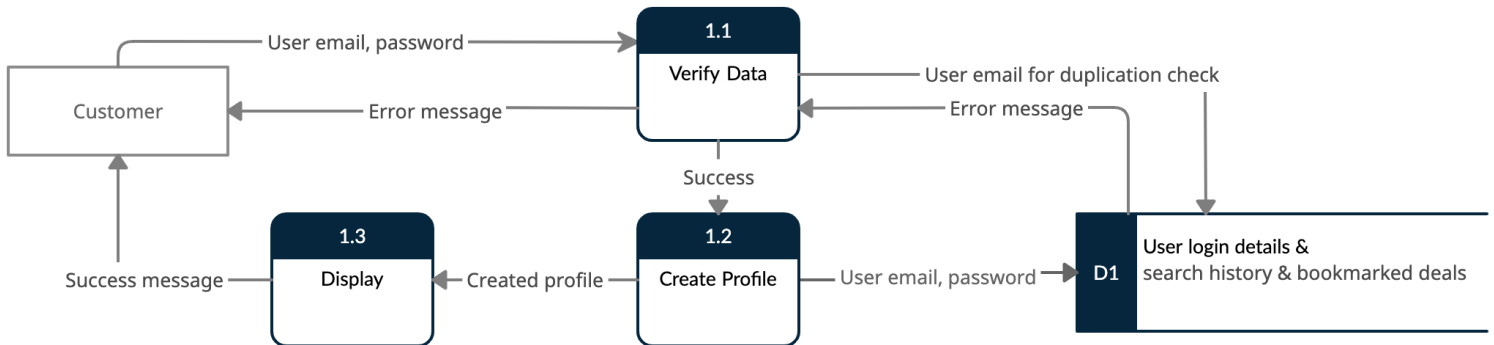 1.1
User email, password
Verify Data
User email for duplication check
Customer
Error message
Error message
Success
1.3
1.2
User login details &
search history & bookmarked deals
D1
Success message
Display
Created profile
Create Profile
User email, password